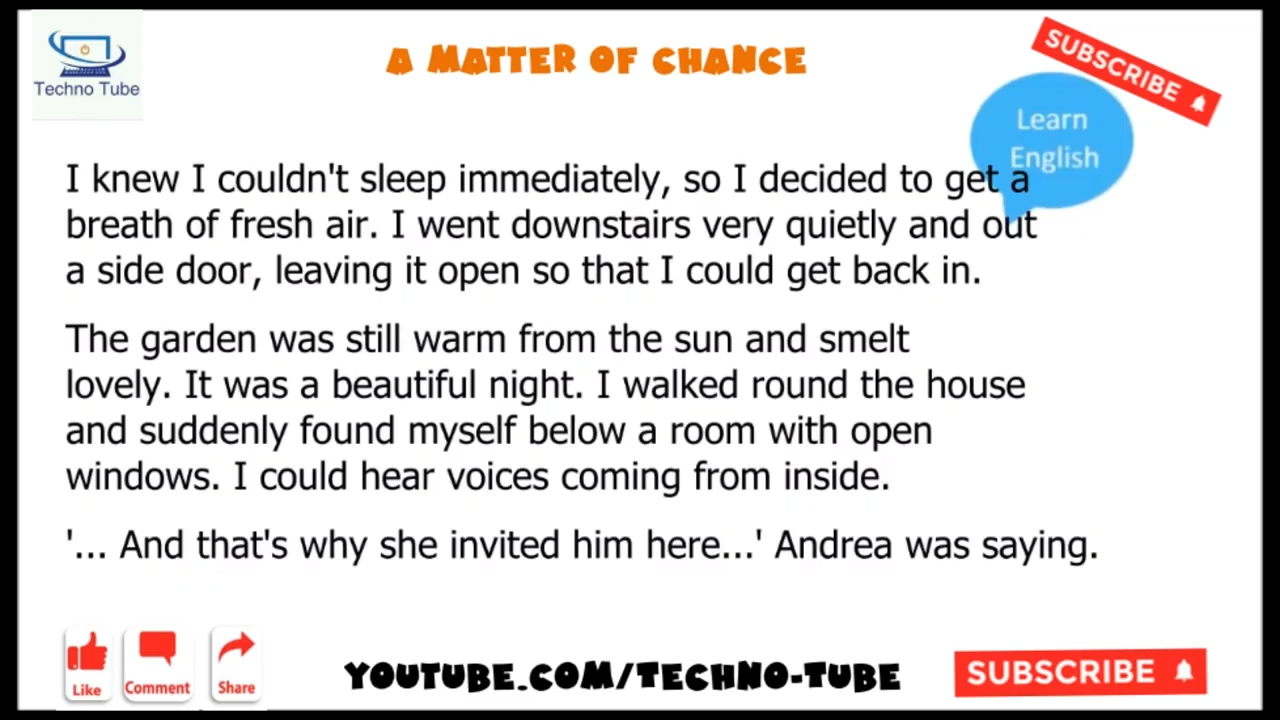 Techno Tube
A MATTER OF CHANCE
SUBSCRIBE
Learn
English
I knew I couldn't sleep immediately, so I decided to get a
breath of fresh air. I went downstairs very quietly and out
a side door, leaving it open so that I could get back in.
The garden was still warm from the sun and smelt
lovely. It was a beautiful night. I walked round the house
and suddenly found myself below a room with open
windows. I could hear voices coming from inside.
'... And that's why she invited him here...' Andrea was saying.
Like
Comment
Share
YOUTUBE.COM/TECHNO-TUBE
SUBSCRIBE